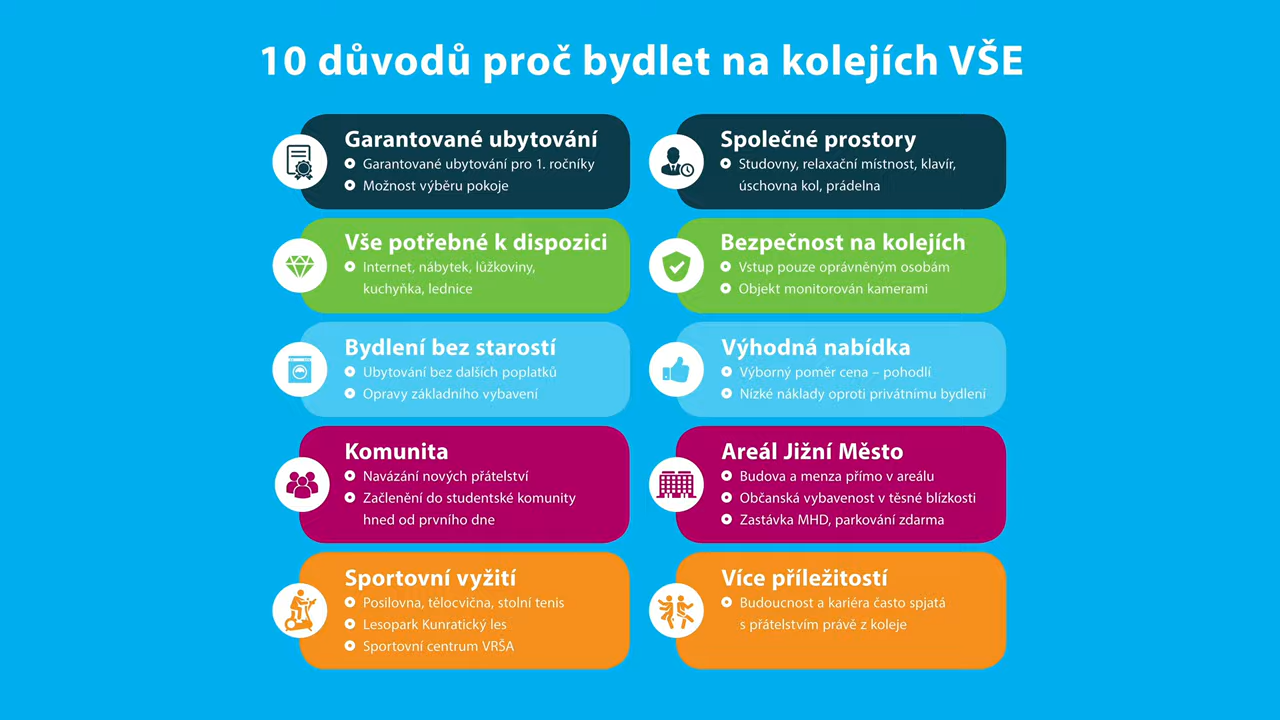 10 důvodů proč bydlet na kolejích VŠE
Garantované ubytování
Garantované ubytování pro 1. ročníky
Možnost výběru pokoje
Společné prostory
Studovny, relaxační místnost, klavír,
úschovna kol, prádelna
Vše potřebné k dispozici
Internet, nábytek, lůžkoviny,
kuchyňka, lednice
Bezpečnost na kolejích
Vstup pouze oprávněným osobám
Objekt monitorován kamerami
Bydlení bez starostí
Ubytování bez dalších poplatků
Opravy základního vybavení
Výhodná nabídka
Výborný poměr cena – pohodlí
Nízké náklady oproti privátnímu bydlení
Komunita
Navázání nových přátelství
Začlenění do studentské komunity
hned od prvního dne
Areál Jižní Město
Budova a menza přímo v areálu
Občanská vybavenost v těsné blízkosti
Zastávka MHD, parkování zdarma
Sportovní vyžití
Posilovna, tělocvična, stolní tenis
Lesopark Kunratický les
Sportovní centrum VRŠA
Více příležitostí
Budoucnost a kariéra často spjatá
s přátelstvím právě z koleje